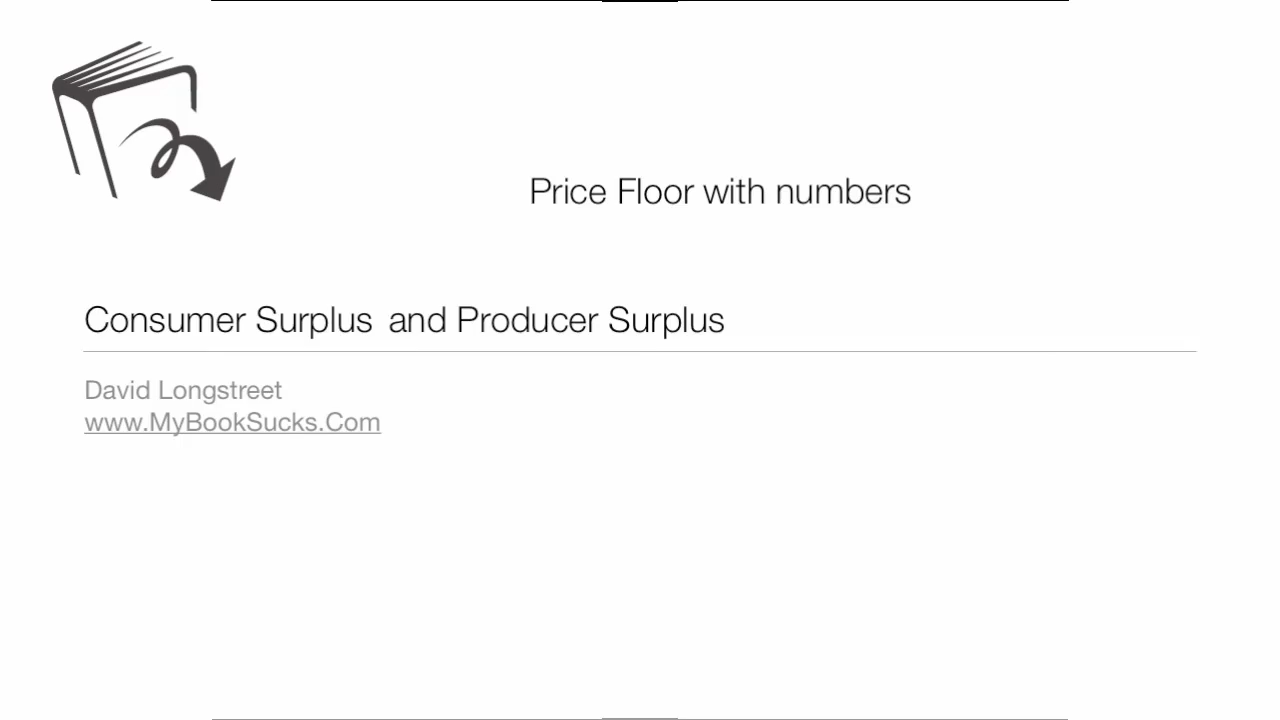 Price Floor with numbers
Consumer Surplus and Producer Surplus
David Longstreet
www.MyBookSucks.Com